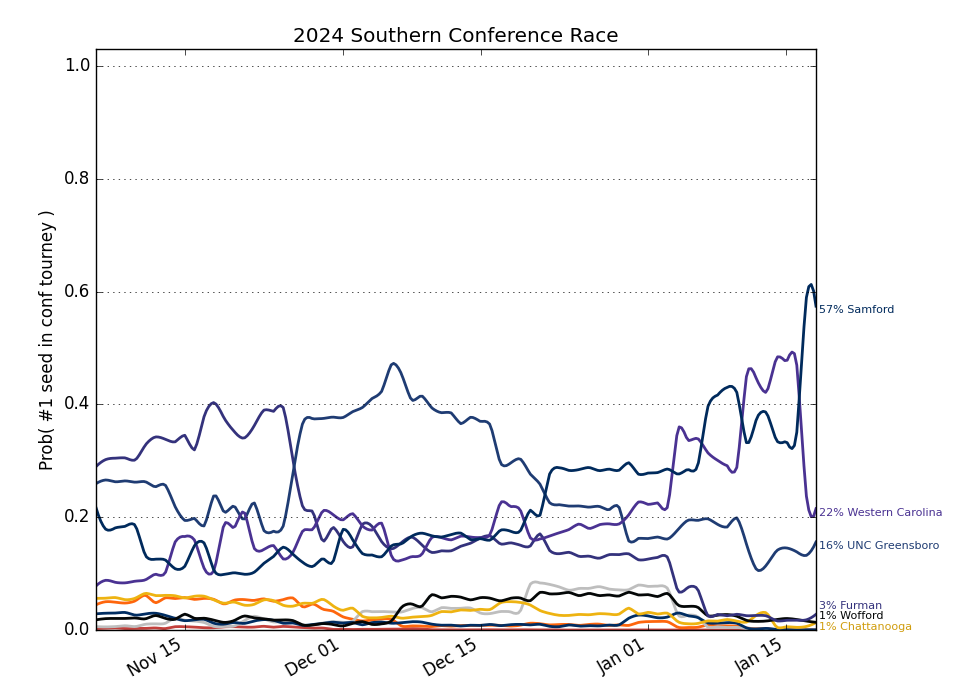 2024 Southern Conference Race
Prob( #1 seed in conf tourney )
1.0
0.8
0.6
0.4
0.2
0.0
Nov 15
Dec 01
Dec 15
Jan 01
Jan 15
57% Samford
22% Western Carolina
16% UNC Greensboro
3% Furman
1% Wofford
1% Chattanooga